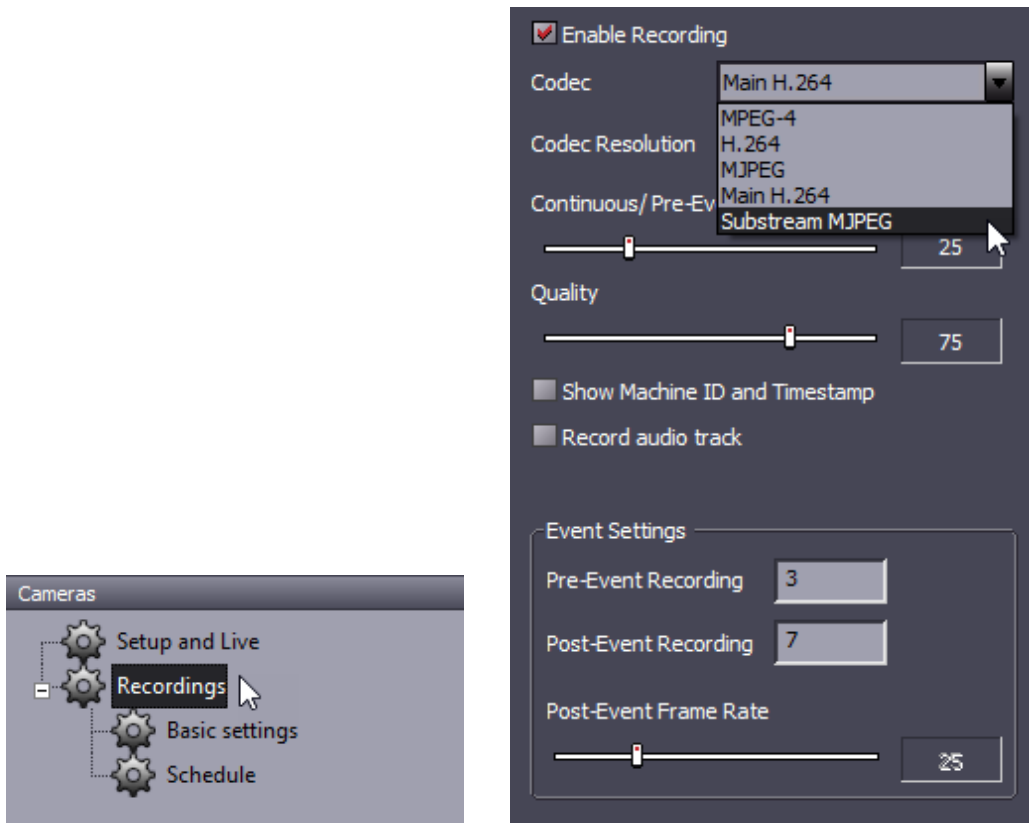 Cameras
Setup and Live
Recordings
Basic settings
Schedule
Enable Recording
Codec
Main H.264
MPEG-4
H.264
MJPEG
Main H.264
Substream MJPEG
Codec Resolution
Continuous/ Pre-Ev
25
Quality
75
Show Machine ID and Timestamp
Record audio track
Event Settings
Pre-Event Recording 3
Post-Event Recording 7
Post-Event Frame Rate
25